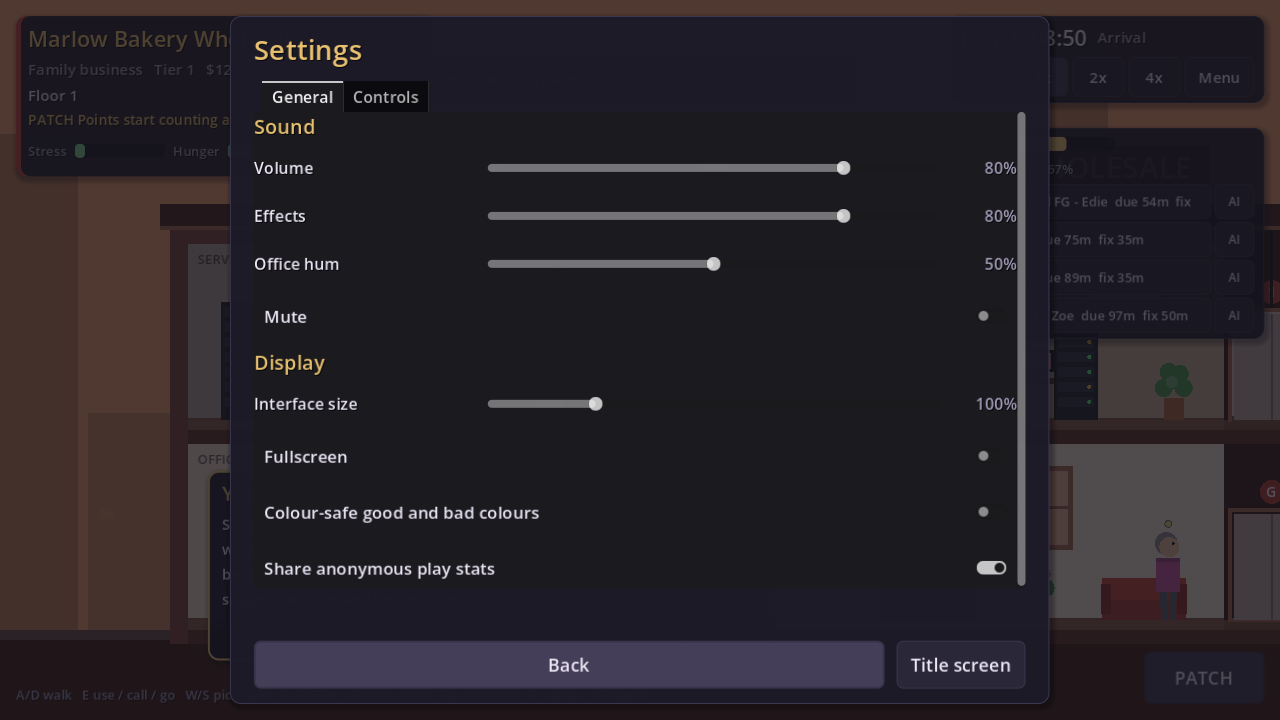 Marlow Bakery Wh
Family business Tier 1 $12
Floor 1
PATCH Points start counting a
Stress Hunger
Settings
General Controls
Sound
Volume 80%
Effects 80%
Office hum 50%
Mute
Display
Interface size 100%
Fullscreen
Colour-safe good and bad colours
Share anonymous play stats
Back Title screen
:50 Arrival
2x 4x Menu
OLESALE
57%
FG - Edie due 54m fix AI
ue 75m fix 35m AI
ue 89m fix 35m AI
Zoe due 97m fix 50m AI
SERV
OFFIC
G
A/D walk E use / call / go W/S pic
PATCH